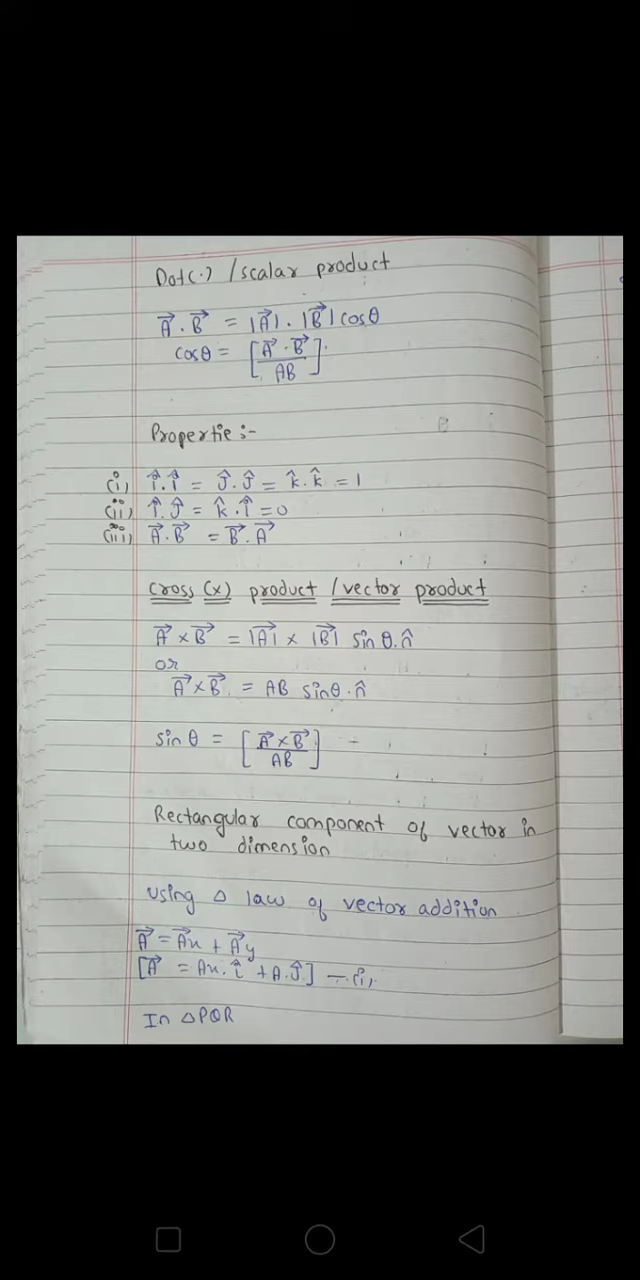 Dot(.) / scalar product
A⃗ . B⃗ = |A⃗| . |B⃗| cosθ
cosθ = [A⃗ . B⃗ / AB]
Propertie :-
(i) î.î = ĵ.ĵ = k̂.k̂ = 1
(ii) î.ĵ = k̂.î = 0
(iii) A⃗.B⃗ = B⃗.A⃗
Cross (x) product / vector product
A⃗ × B⃗ = |A⃗| × |B⃗| sin θ.n̂
or
A⃗ × B⃗ = AB sinθ.n̂
sin θ = [A⃗ × B⃗ / AB]
Rectangular component of vector in
two dimension
Using △ law of vector addition
A⃗ = A⃗x + A⃗y
[A⃗ = Ax.î + A.ĵ] —(i)
In △PQR